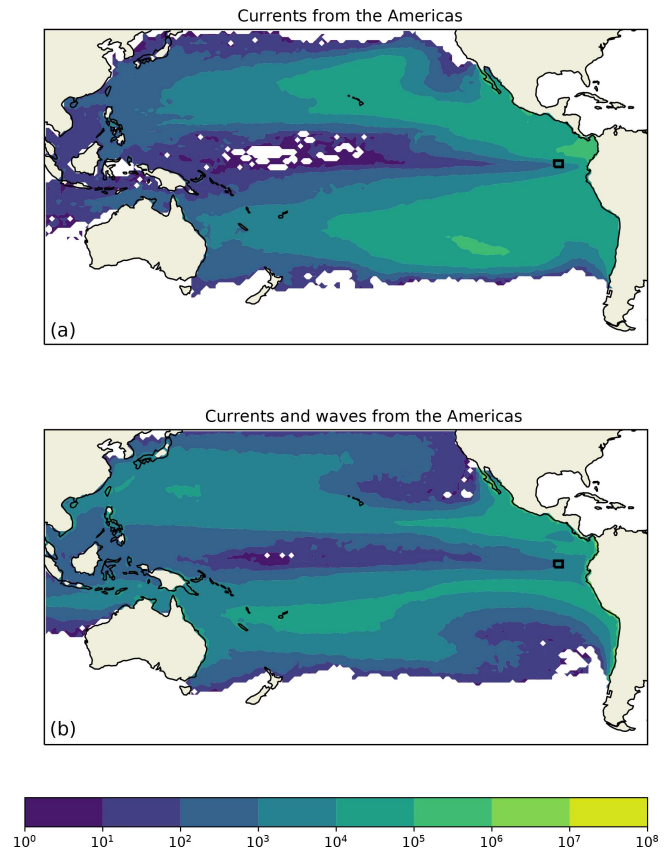 Currents from the Americas
(a)
Currents and waves from the Americas
(b)
10⁰ 10¹ 10² 10³ 10⁴ 10⁵ 10⁶ 10⁷ 10⁸